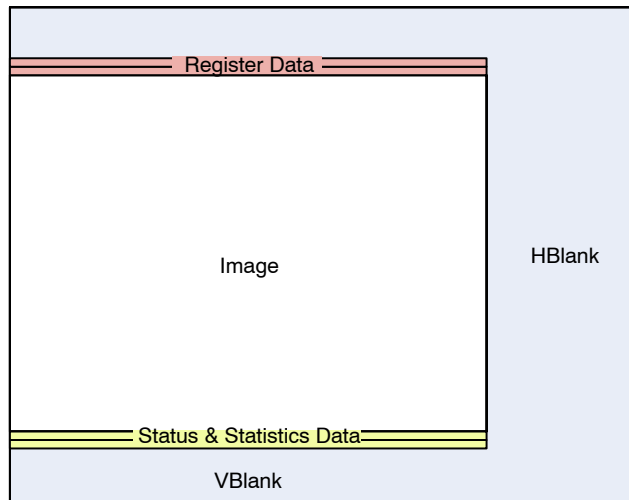 Register Data
Image
HBlank
Status & Statistics Data
VBlank